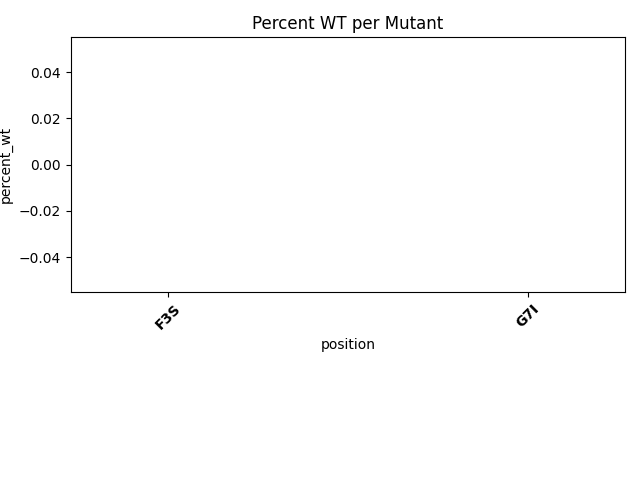 Percent WT per Mutant
0.04
0.02
0.00
−0.02
−0.04
percent_wt
F3S
G7I
position